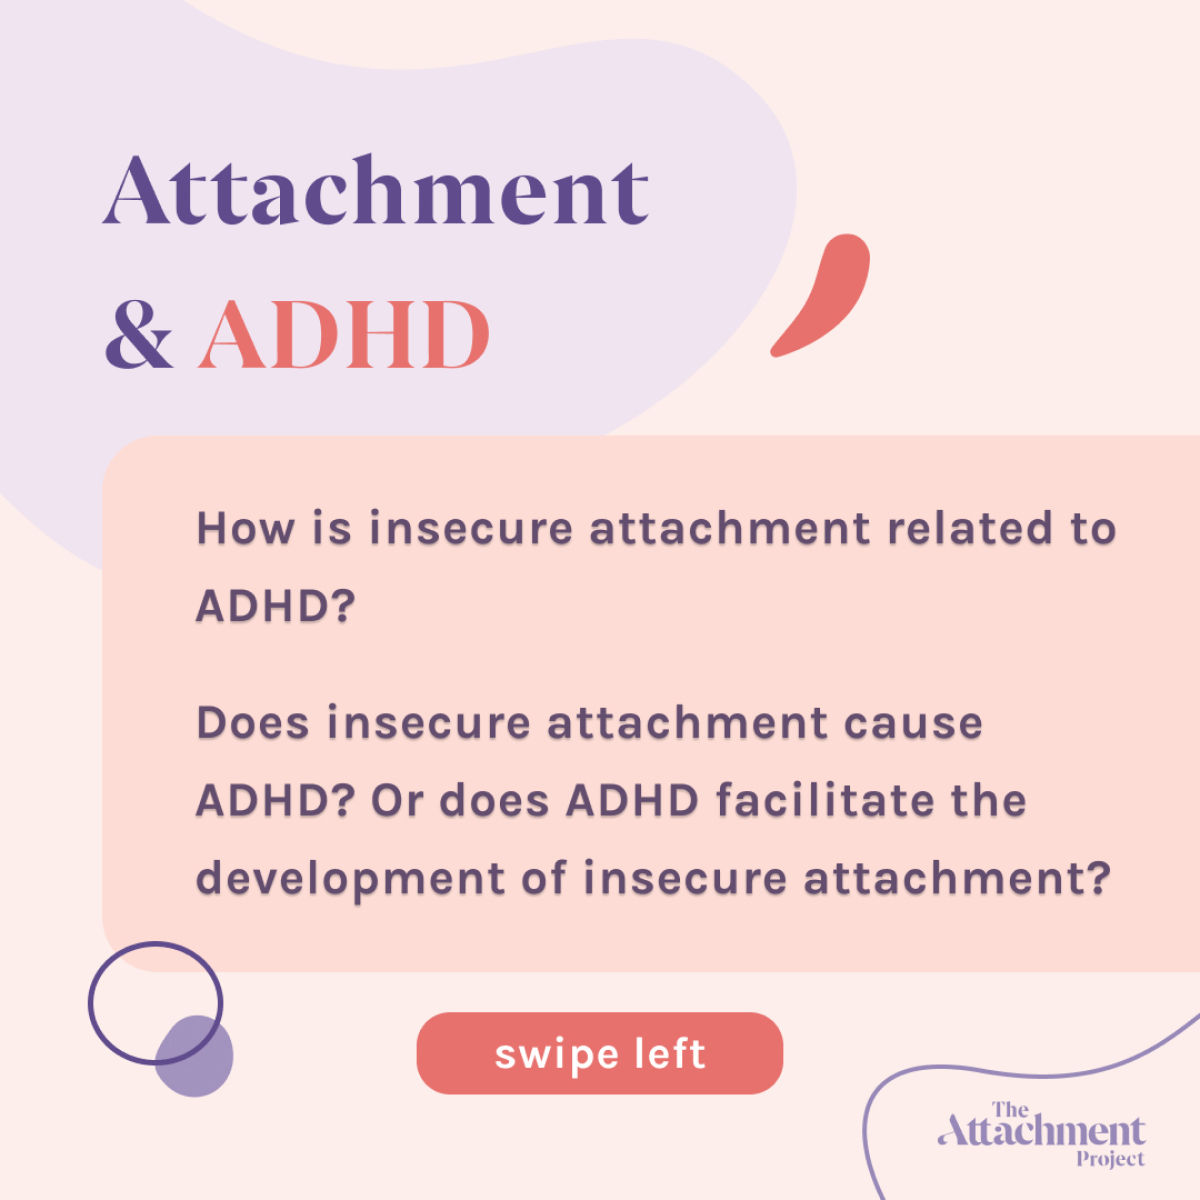 Attachment
& ADHD
How is insecure attachment related to
ADHD?
Does insecure attachment cause
ADHD? Or does ADHD facilitate the
development of insecure attachment?
swipe left
The
Attachment
Project